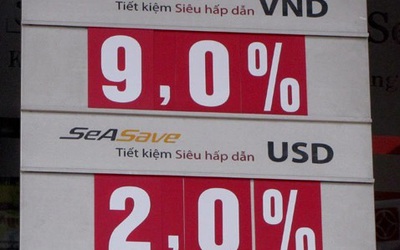 Tiết kiệm Siêu hấp dẫn VND
9,0%
SeASave
Tiết kiệm Siêu hấp dẫn USD
2,0%